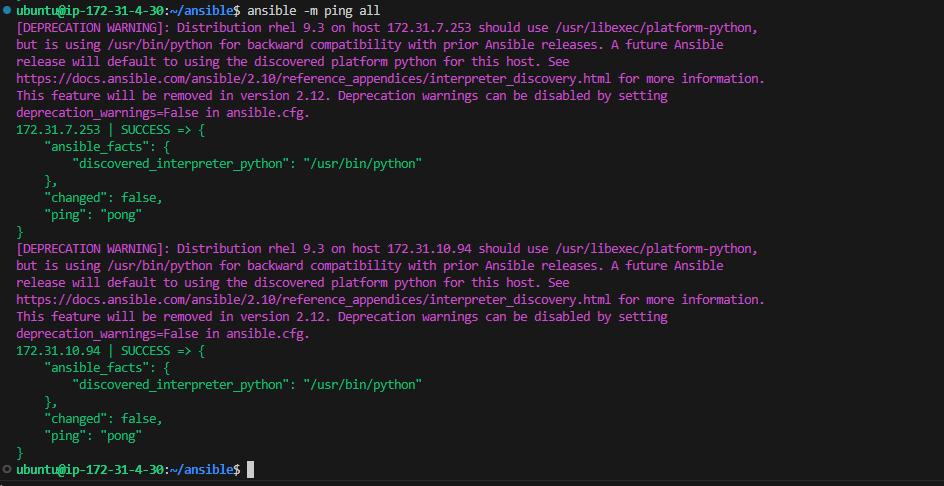 ubuntu@ip-172-31-4-30:~/ansible$ ansible -m ping all
[DEPRECATION WARNING]: Distribution rhel 9.3 on host 172.31.7.253 should use /usr/libexec/platform-python,
but is using /usr/bin/python for backward compatibility with prior Ansible releases. A future Ansible
release will default to using the discovered platform python for this host. See
https://docs.ansible.com/ansible/2.10/reference_appendices/interpreter_discovery.html for more information.
This feature will be removed in version 2.12. Deprecation warnings can be disabled by setting
deprecation_warnings=False in ansible.cfg.
172.31.7.253 | SUCCESS => {
    "ansible_facts": {
        "discovered_interpreter_python": "/usr/bin/python"
    },
    "changed": false,
    "ping": "pong"
}
[DEPRECATION WARNING]: Distribution rhel 9.3 on host 172.31.10.94 should use /usr/libexec/platform-python,
but is using /usr/bin/python for backward compatibility with prior Ansible releases. A future Ansible
release will default to using the discovered platform python for this host. See
https://docs.ansible.com/ansible/2.10/reference_appendices/interpreter_discovery.html for more information.
This feature will be removed in version 2.12. Deprecation warnings can be disabled by setting
deprecation_warnings=False in ansible.cfg.
172.31.10.94 | SUCCESS => {
    "ansible_facts": {
        "discovered_interpreter_python": "/usr/bin/python"
    },
    "changed": false,
    "ping": "pong"
}
ubuntu@ip-172-31-4-30:~/ansible$